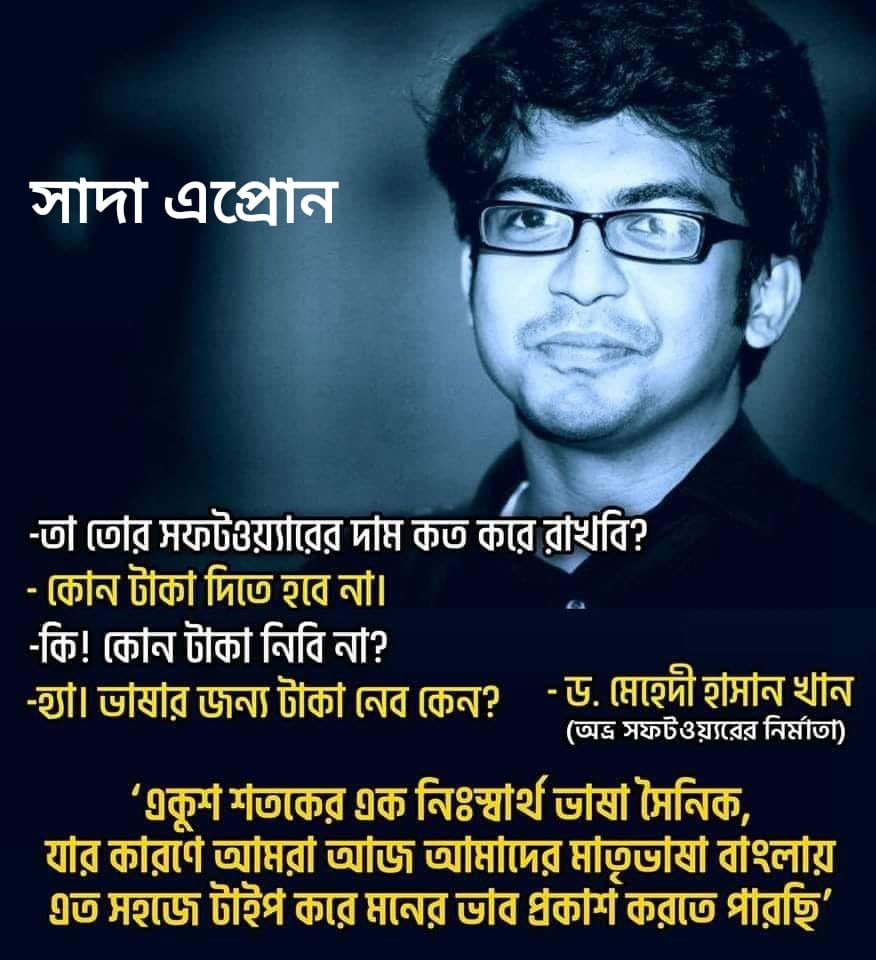 সাদা এপ্রোন
-তা তোর সফটওয়্যারের দাম কত করে রাখবি?
- কোন টাকা দিতে হবে না।
-কি! কোন টাকা নিবি না?
-হ্যা। ভাষার জন্য টাকা নেব কেন?
- ড. মেহেদী হাসান খান
(অভ্র সফটওয়্যরের নির্মাতা)
‘একুশ শতকের এক নিঃস্বার্থ ভাষা সৈনিক,
যার কারণে আমরা আজ আমাদের মাতৃভাষা বাংলায়
এত সহজে টাইপ করে মনের ভাব প্রকাশ করতে পারছি’